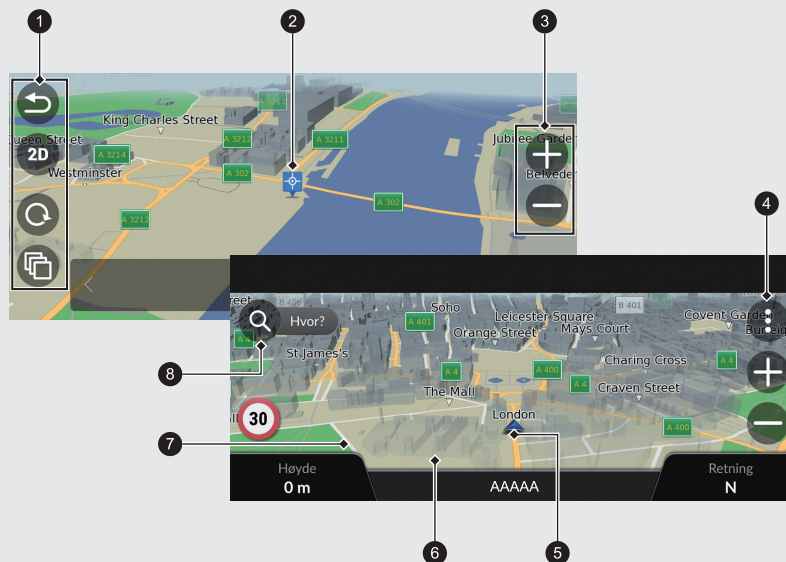 1
2
3
King Charles Street
A 3212
A 3211
Queen Street
2D
A 3214
Westminster
A 3212
A 302
A 302
Jubilee Garde
Belveder
4
B 406
Soho
B 401
Hvor?
A 401
Leicester Square
Covent Garde
Orange Street
Mays Court
A 4
St James's
8
Charing Cross
A 4
A 4
A 400
A 4
Craven Street
The Mall
30
London
A 400
7
Høyde
0 m
AAAAA
Retning
N
6
5